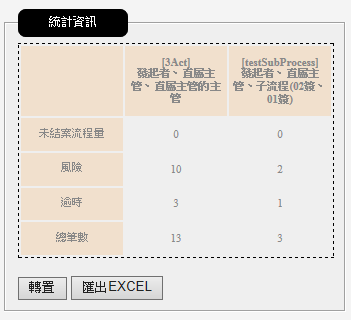 統計資訊
[3Act]
發起者、直屬主
管、直屬主管的主
管
[testSubProcess]
發起者、直屬主
管、子流程(02簽、
01簽)
未結案流程量 0 0
風險 10 2
逾時 3 1
總筆數 13 3
轉置 匯出EXCEL